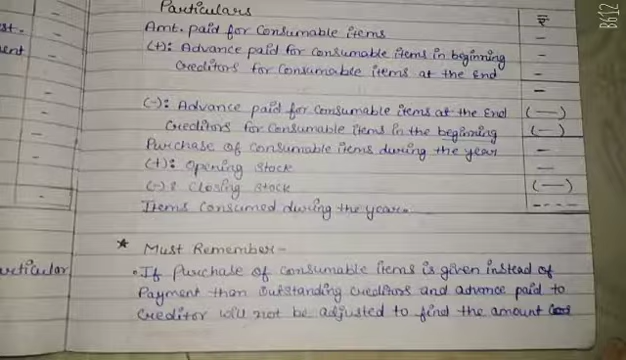 Particulars ₹
st.
Amt. paid for Consumable items -
ent
(+): Advance paid for Consumable items in beginning -
Creditors for Consumable items at the end -
(-): Advance paid for Consumable items at the End (-)
Creditors for Consumable items in the beginning (-)
Purchase of Consumable items during the year -
(+): Opening Stock -
(-): Closing Stock (-)
Items Consumed during the year. ----
* Must Remember -
articular
• If Purchase of consumable items is given instead of
Payment than Outstanding creditors and advance paid to
Creditor will not be adjusted to find the amount
B612